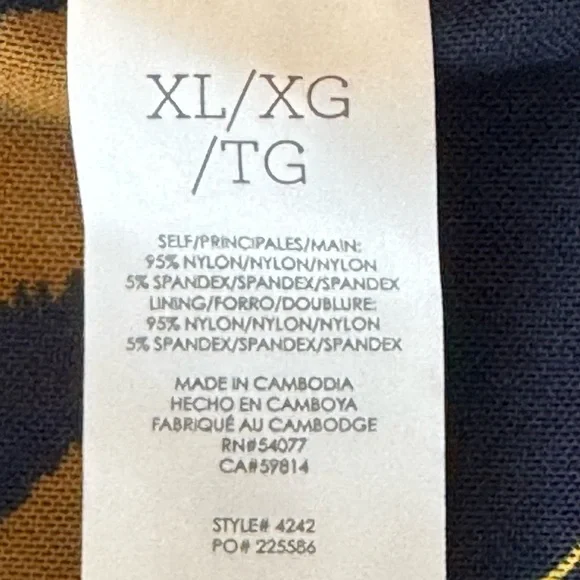 XL/XG
/TG
SELF/PRINCIPALES/MAIN:
95% NYLON/NYLON/NYLON
5% SPANDEX/SPANDEX/SPANDEX
LINING/FORRO/DOUBLURE:
95% NYLON/NYLON/NYLON
5% SPANDEX/SPANDEX/SPANDEX
MADE IN CAMBODIA
HECHO EN CAMBOYA
FABRIQUÉ AU CAMBODGE
RN#54077
CA#59814
STYLE# 4242
PO# 225586